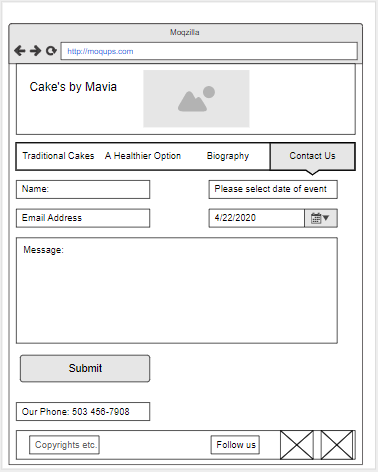 Moqzilla
http://moqups.com
Cake's by Mavia
Traditional Cakes A Healthier Option Biography Contact Us
Name: Please select date of event
Email Address 4/22/2020
Message:
Submit
Our Phone: 503 456-7908
Copyrights etc. Follow us